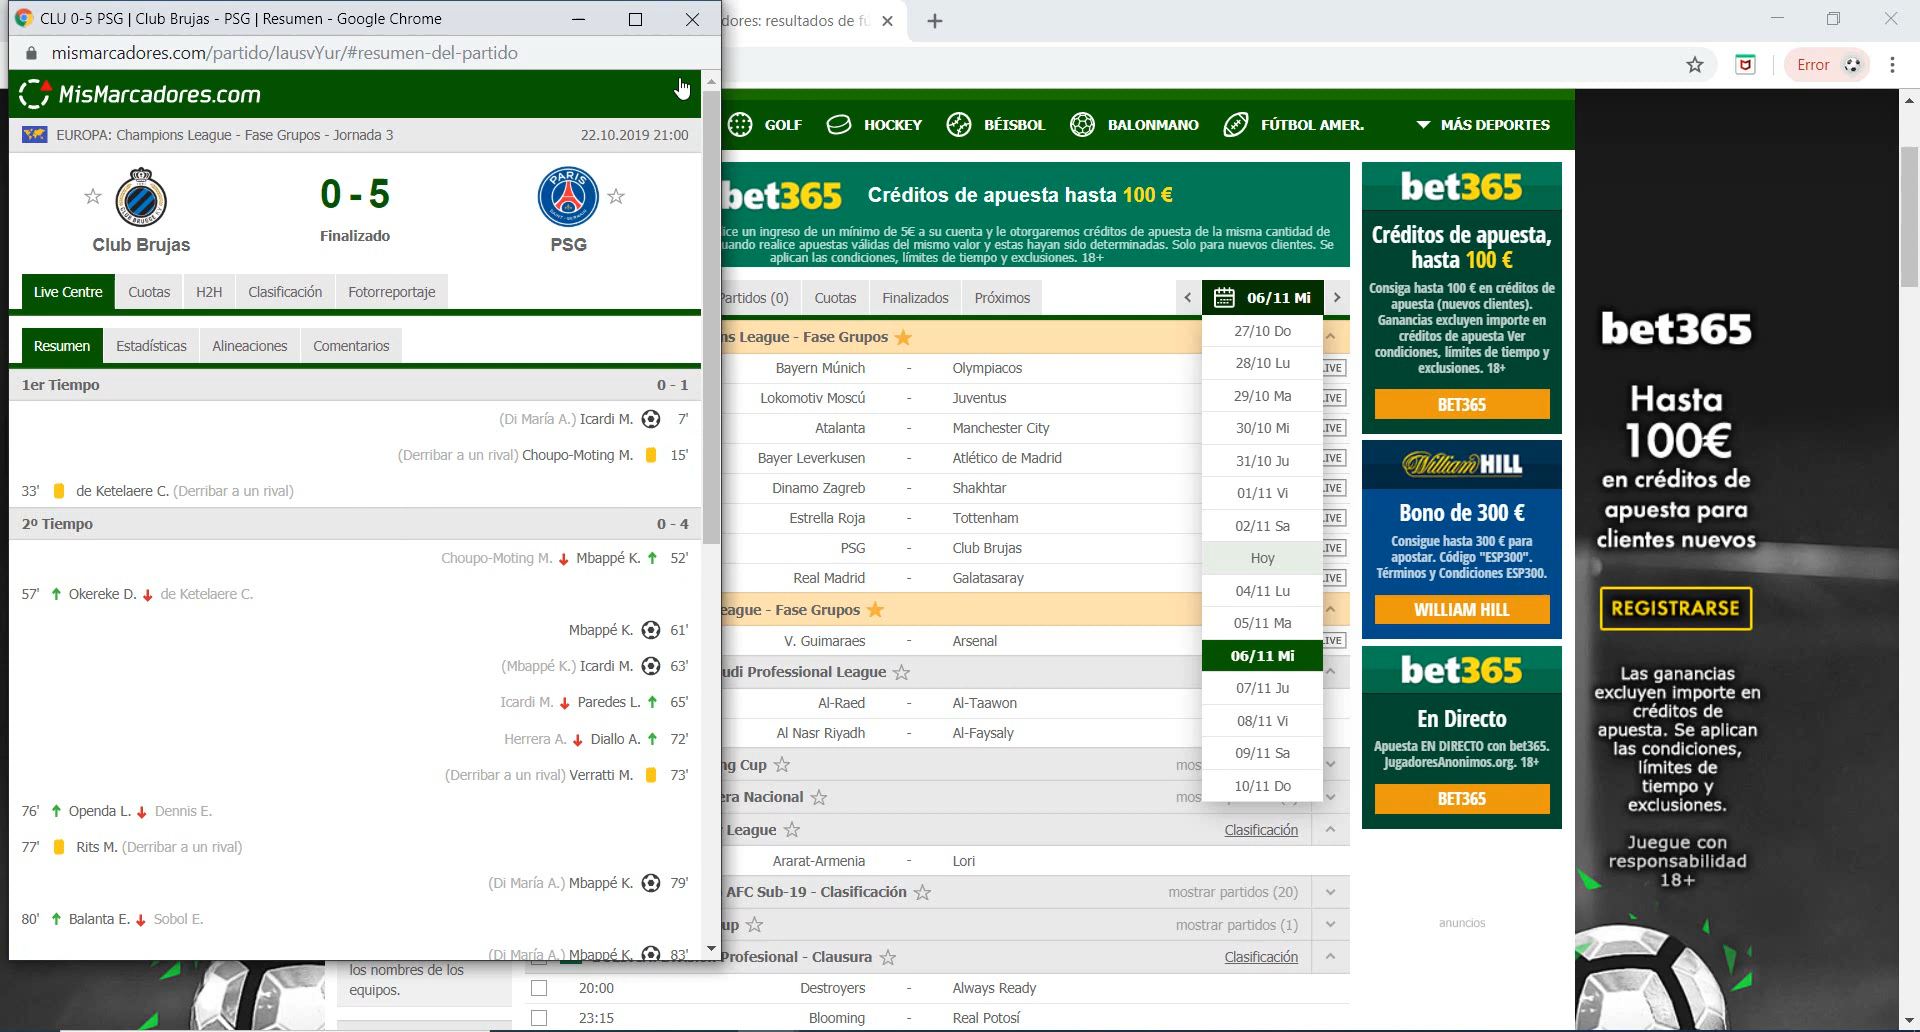 CLU 0-5 PSG | Club Brujas - PSG | Resumen - Google Chrome
mismarcadores.com/partido/IausvYur/#resumen-del-partido
MisMarcadores.com
EUROPA: Champions League - Fase Grupos - Jornada 3 22.10.2019 21:00
0 - 5
Finalizado
Club Brujas PSG
Live Centre Cuotas H2H Clasificación Fotorreportaje
Resumen Estadísticas Alineaciones Comentarios
1er Tiempo 0 - 1
(Di María A.) Icardi M. 7'
(Derribar a un rival) Choupo-Moting M. 15'
33' de Ketelaere C. (Derribar a un rival)
2º Tiempo 0 - 4
Choupo-Moting M. Mbappé K. 52'
57' Okereke D. de Ketelaere C.
Mbappé K. 61'
(Mbappé K.) Icardi M. 63'
Icardi M. Paredes L. 65'
Herrera A. Diallo A. 72'
(Derribar a un rival) Verratti M. 73'
76' Openda L. Dennis E.
77' Rits M. (Derribar a un rival)
(Di María A.) Mbappé K. 79'
80' Balanta E. Sobol E.
(Di María A.) Mbappé K. 83'
los nombres de los
equipos.
dores: resultados de fú
Error
GOLF HOCKEY BÉISBOL BALONMANO FÚTBOL AMER. MÁS DEPORTES
bet365 Créditos de apuesta hasta 100 €
ice un ingreso de un mínimo de 5€ a su cuenta y le otorgaremos créditos de apuesta de la misma cantidad de
uando realice apuestas válidas del mismo valor y estas hayan sido determinadas. Solo para nuevos clientes. Se
aplican las condiciones, límites de tiempo y exclusiones. 18+
Partidos (0) Cuotas Finalizados Próximos 06/11 Mi
ns League - Fase Grupos
Bayern Múnich - Olympiacos IVE
Lokomotiv Moscú - Juventus IVE
Atalanta - Manchester City IVE
Bayer Leverkusen - Atlético de Madrid IVE
Dinamo Zagreb - Shakhtar IVE
Estrella Roja - Tottenham IVE
PSG - Club Brujas IVE
Real Madrid - Galatasaray IVE
eague - Fase Grupos
V. Guimaraes - Arsenal IVE
udi Professional League
Al-Raed - Al-Taawon
Al Nasr Riyadh - Al-Faysaly
ng Cup mos
era Nacional mos
League Clasificación
Ararat-Armenia - Lori
AFC Sub-19 - Clasificación mostrar partidos (20)
up mostrar partidos (1)
Profesional - Clausura Clasificación
20:00 Destroyers - Always Ready
23:15 Blooming - Real Potosí
27/10 Do
28/10 Lu
29/10 Ma
30/10 Mi
31/10 Ju
01/11 Vi
02/11 Sa
Hoy
04/11 Lu
05/11 Ma
06/11 Mi
07/11 Ju
08/11 Vi
09/11 Sa
10/11 Do
bet365
Créditos de apuesta,
hasta 100 €
Consiga hasta 100 € en créditos de
apuesta (nuevos clientes).
Ganancias excluyen importe en
créditos de apuesta Ver
condiciones, límites de tiempo y
exclusiones. 18+
BET365
William HILL
Bono de 300 €
Consigue hasta 300 € para
apostar. Código "ESP300".
Términos y Condiciones ESP300.
WILLIAM HILL
bet365
En Directo
Apuesta EN DIRECTO con bet365.
JugadoresAnonimos.org. 18+
BET365
anuncios
bet365
Hasta
100€
en créditos de
apuesta para
clientes nuevos
REGISTRARSE
Las ganancias
excluyen importe en
créditos de
apuesta. Se aplican
las condiciones,
límites de
tiempo y
exclusiones.
Juegue con
responsabilidad
18+